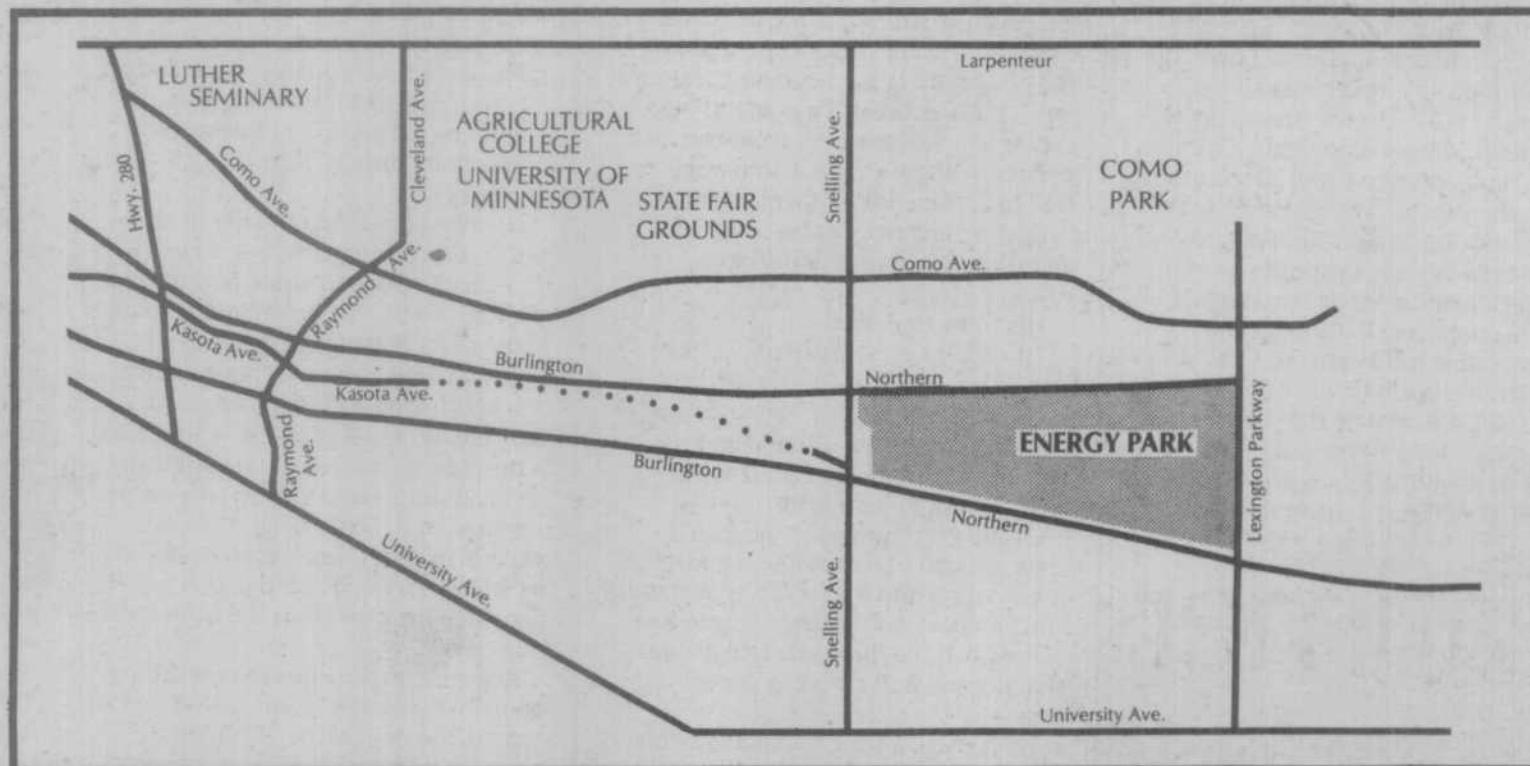 Larpenteur
LUTHER
SEMINARY
Cleveland Ave.
AGRICULTURAL
COLLEGE
UNIVERSITY OF
MINNESOTA
STATE FAIR
GROUNDS
Snelling Ave.
COMO
PARK
Hwy. 280
Como Ave.
Raymond Ave.
Como Ave.
Kasota Ave.
Burlington
Northern
Kasota Ave.
Lexington Parkway
ENERGY PARK
Raymond
Ave.
Burlington
Northern
University Ave.
Snelling Ave.
University Ave.